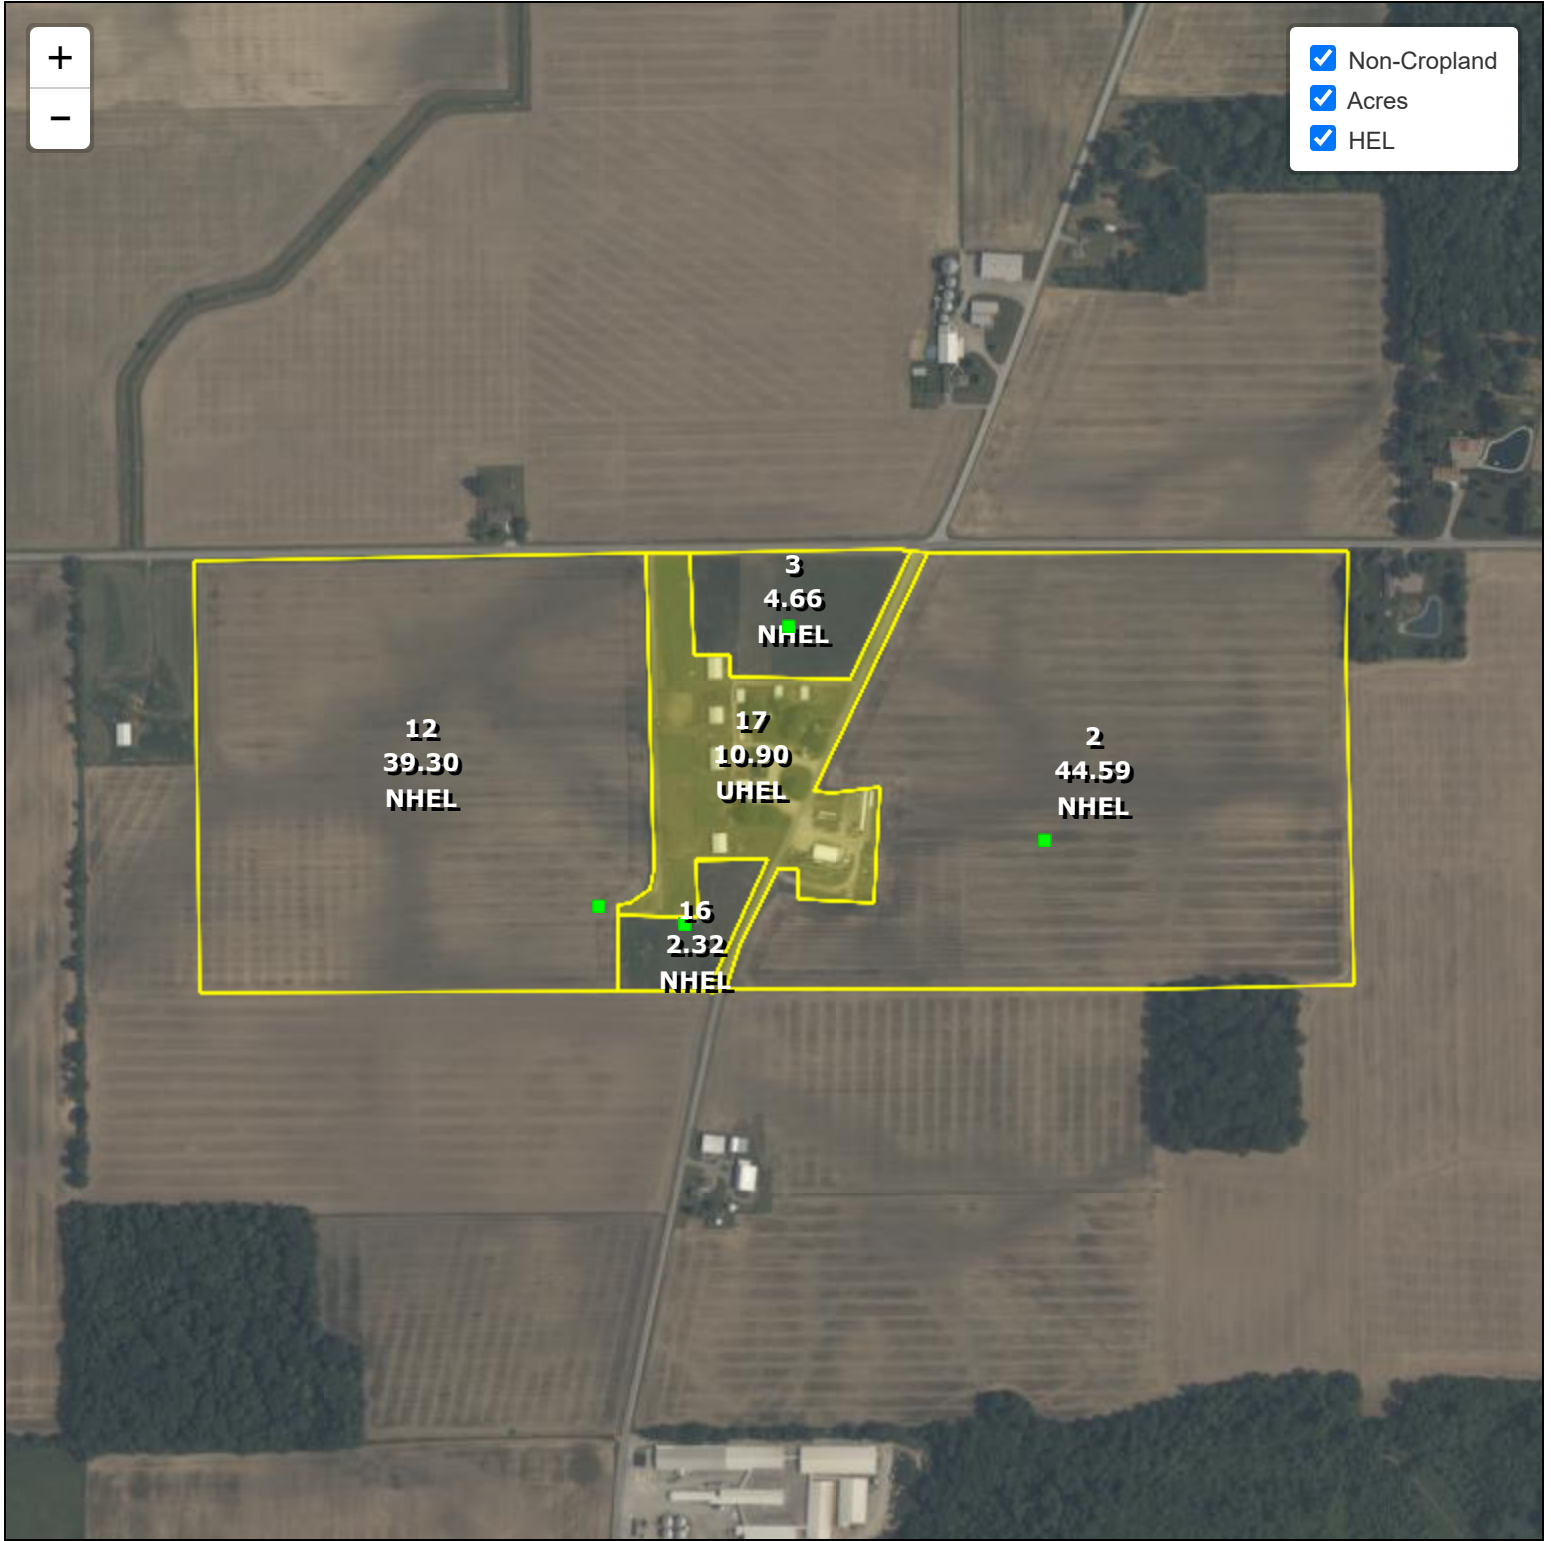 +
Non-Cropland
Acres
−
HEL
3
4.66
NHEL
12
39.30
NHEL
17
10.90
UHEL
2
44.59
NHEL
16
2.32
NHEL